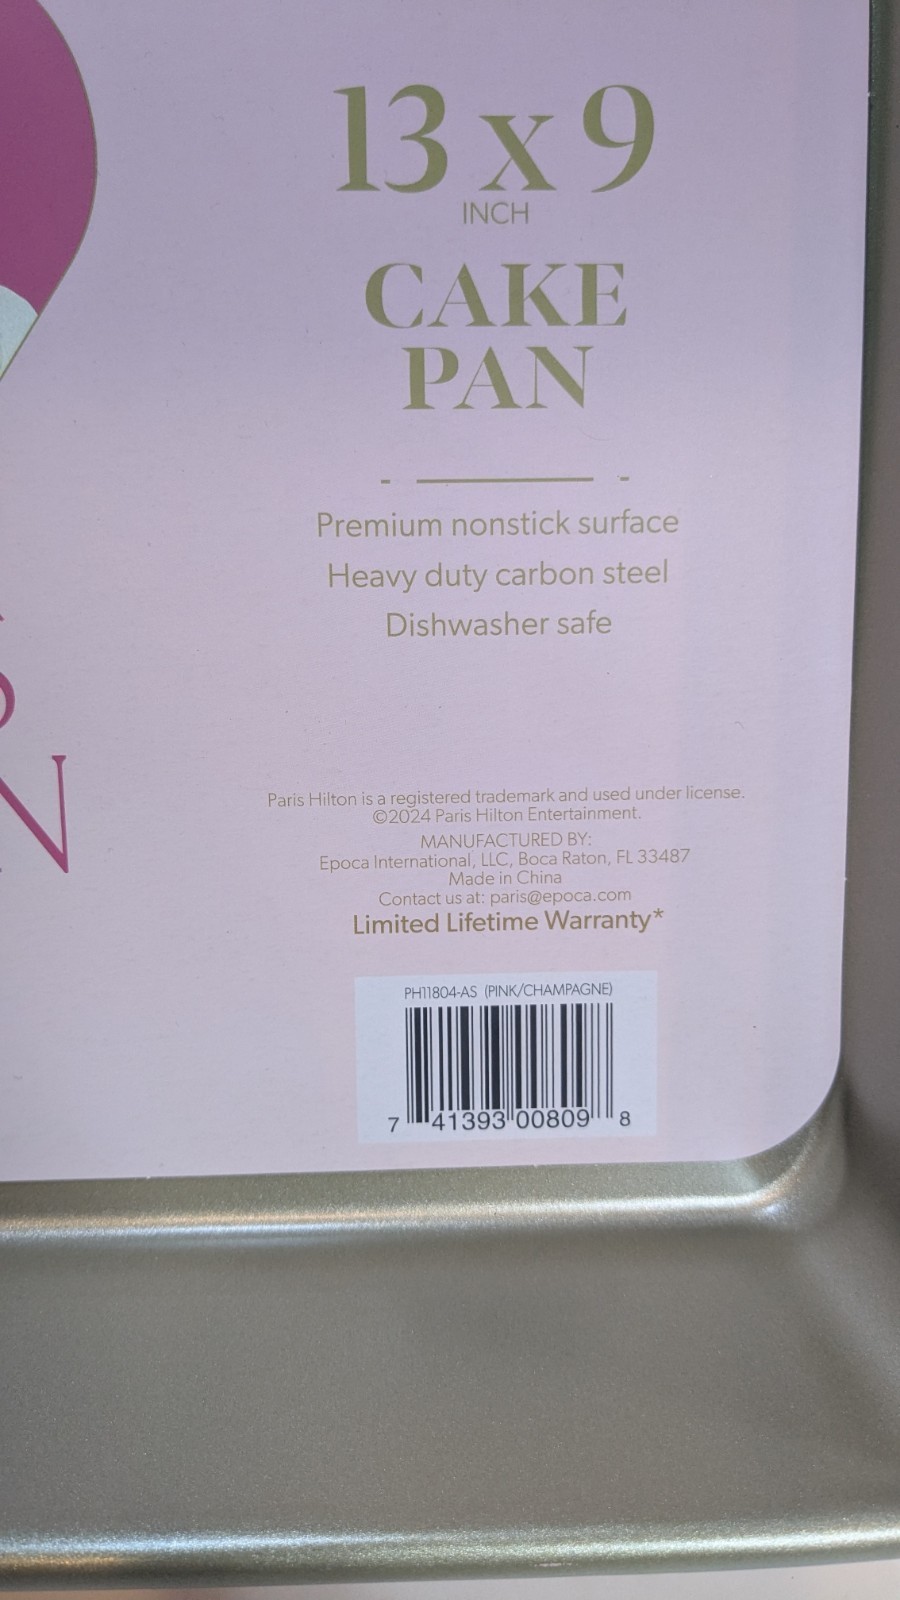 13 x 9
INCH
CAKE
PAN
Premium nonstick surface
Heavy duty carbon steel
Dishwasher safe
Paris Hilton is a registered trademark and used under license.
©2024 Paris Hilton Entertainment.
MANUFACTURED BY:
Epoca International, LLC, Boca Raton, FL 33487
Made in China
Contact us at: paris@epoca.com
Limited Lifetime Warranty*
PH11804-AS (PINK/CHAMPAGNE)
7 41393 00809 8